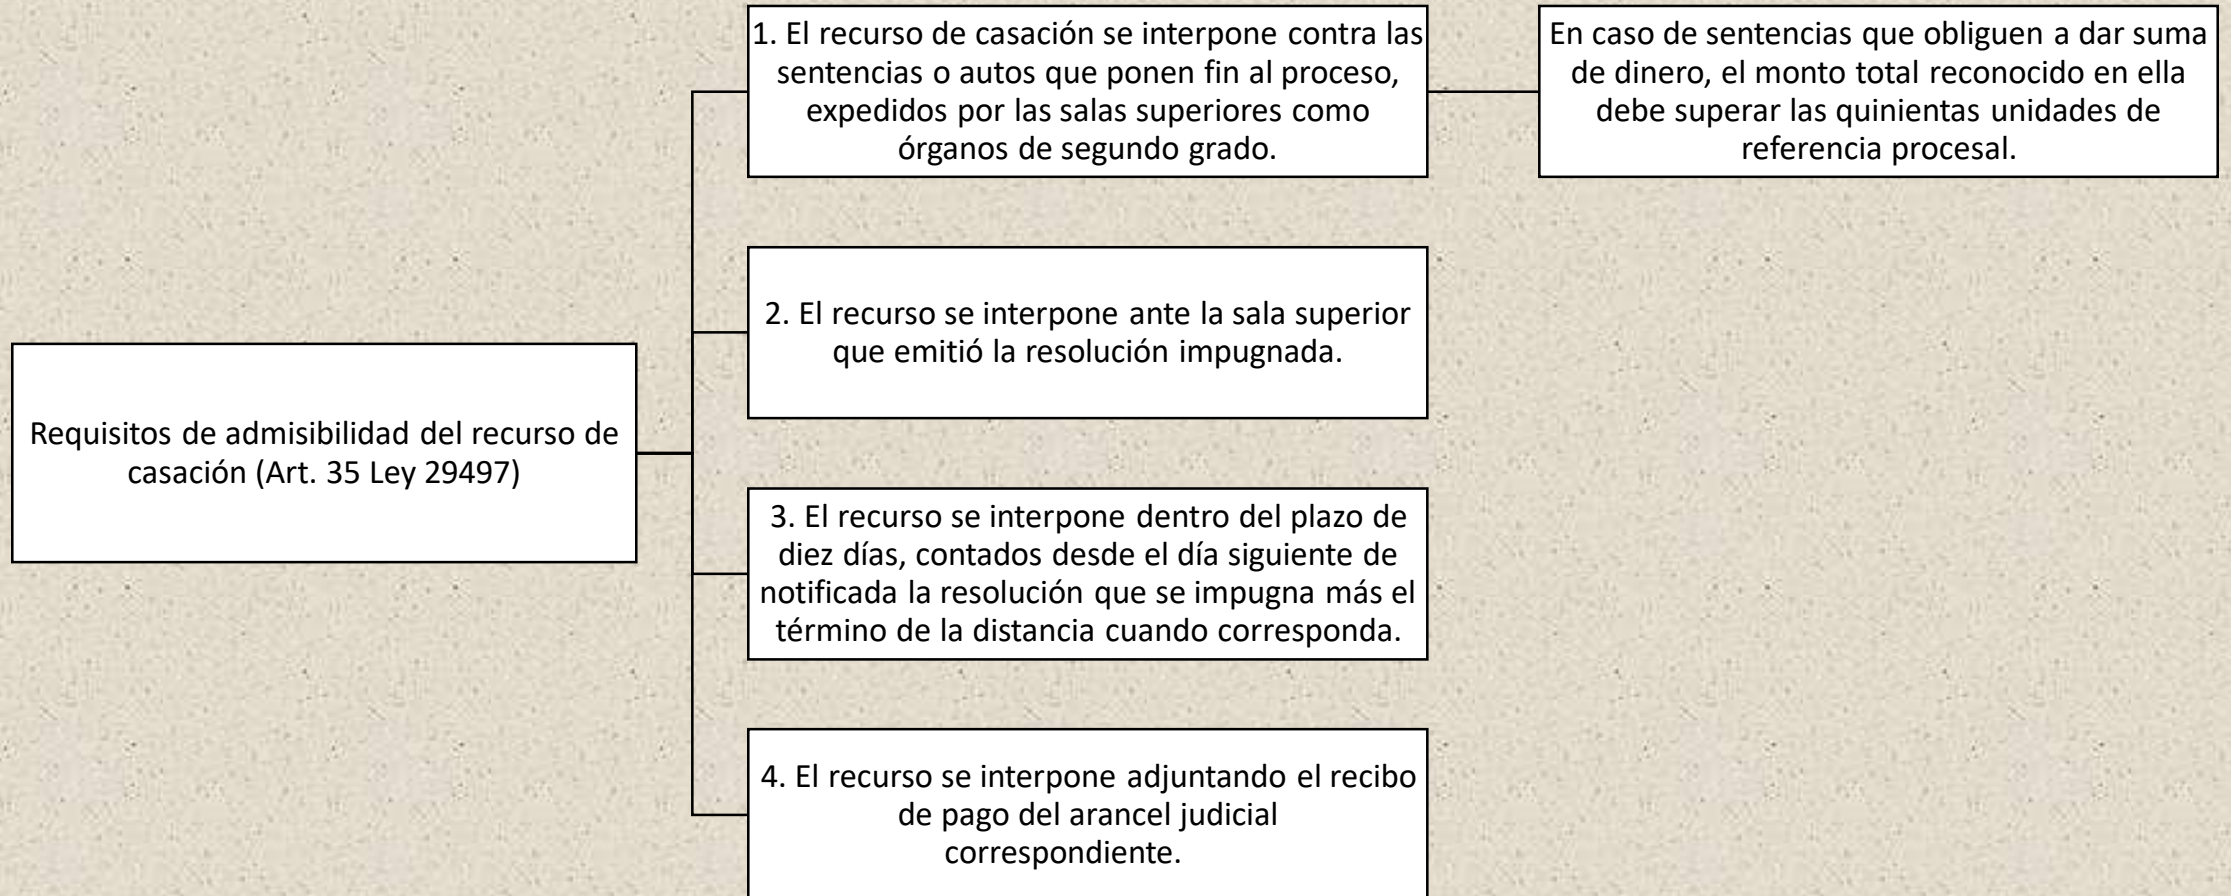 Requisitos de admisibilidad del recurso de
casación (Art. 35 Ley 29497)
1. El recurso de casación se interpone contra las
sentencias o autos que ponen fin al proceso,
expedidos por las salas superiores como
órganos de segundo grado.
En caso de sentencias que obliguen a dar suma
de dinero, el monto total reconocido en ella
debe superar las quinientas unidades de
referencia procesal.
2. El recurso se interpone ante la sala superior
que emitió la resolución impugnada.
3. El recurso se interpone dentro del plazo de
diez días, contados desde el día siguiente de
notificada la resolución que se impugna más el
término de la distancia cuando corresponda.
4. El recurso se interpone adjuntando el recibo
de pago del arancel judicial
correspondiente.